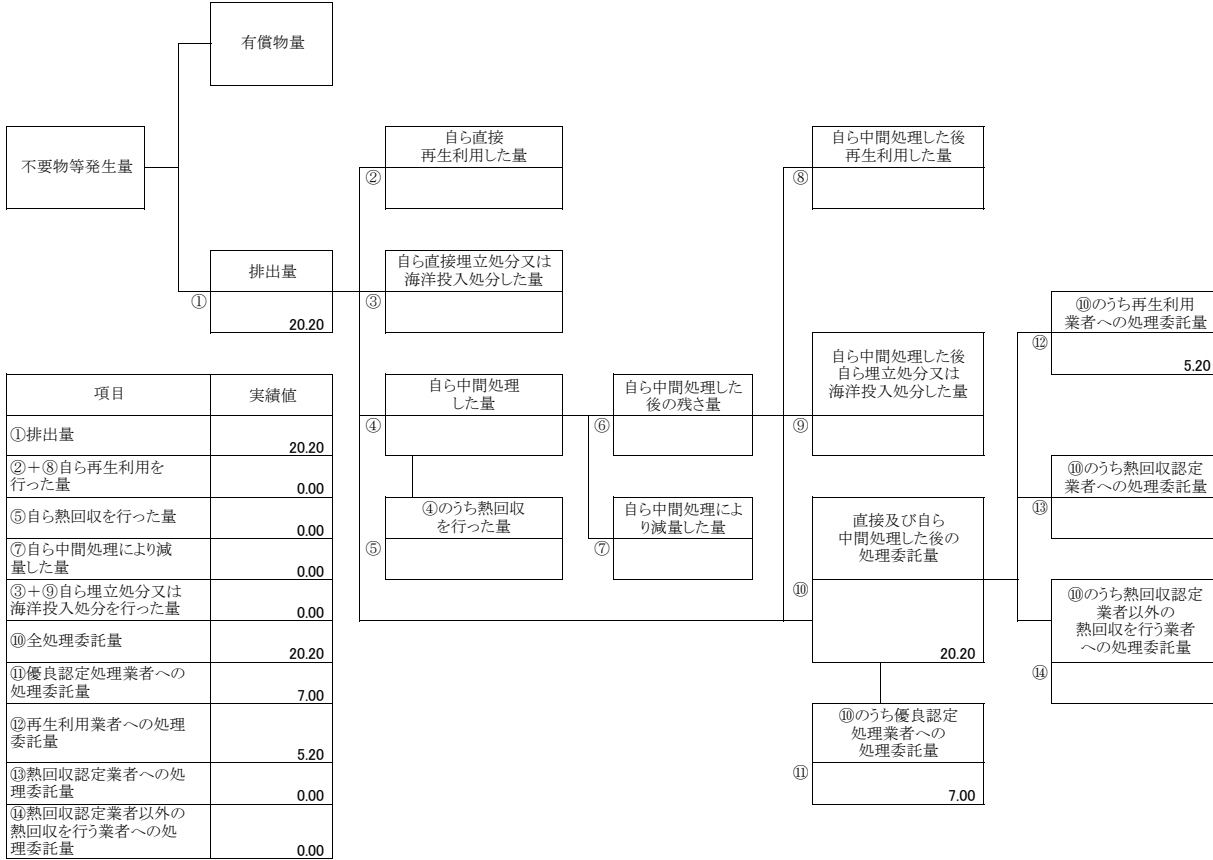 有償物量
不要物等発生量
自ら直接
再生利用した量
②
自ら中間処理した後
再生利用した量
⑧
排出量
①
20.20
自ら直接埋立処分又は
海洋投入処分した量
③
⑩のうち再生利用
業者への処理委託量
⑫
5.20
自ら中間処理
した量
④
自ら中間処理した
後の残さ量
⑥
自ら中間処理した後
自ら埋立処分又は
海洋投入処分した量
⑨
④のうち熱回収
を行った量
⑤
自ら中間処理によ
り減量した量
⑦
直接及び自ら
中間処理した後の
処理委託量
⑩
20.20
⑩のうち熱回収認定
業者への処理委託量
⑬
⑩のうち熱回収認定
業者以外の
熱回収を行う業者
への処理委託量
⑭
⑩のうち優良認定
処理業者への
処理委託量
⑪
7.00
項目 実績値
①排出量 20.20
②＋⑧自ら再生利用を
行った量 0.00
⑤自ら熱回収を行った量 0.00
⑦自ら中間処理により減
量した量 0.00
③＋⑨自ら埋立処分又は
海洋投入処分を行った量 0.00
⑩全処理委託量 20.20
⑪優良認定処理業者への
処理委託量 7.00
⑫再生利用業者への処理
委託量 5.20
⑬熱回収認定業者への処
理委託量 0.00
⑭熱回収認定業者以外の
熱回収を行う業者への処
理委託量 0.00